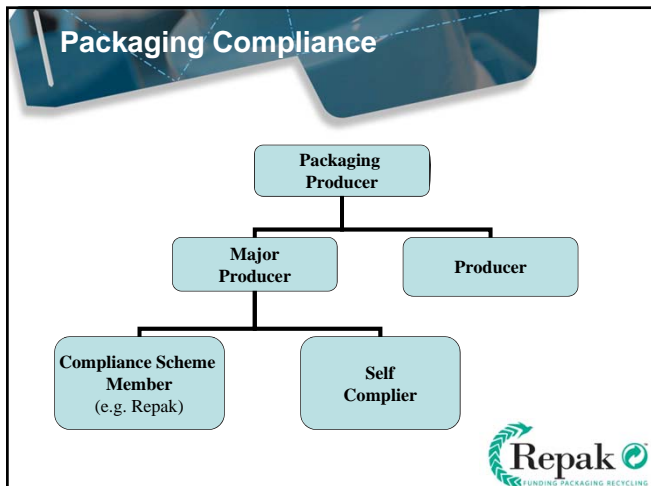 Packaging Compliance
Packaging
Producer
Major
Producer
Producer
Compliance Scheme
Member
(e.g. Repak)
Self
Complier
Repak
FUNDING PACKAGING RECYCLING